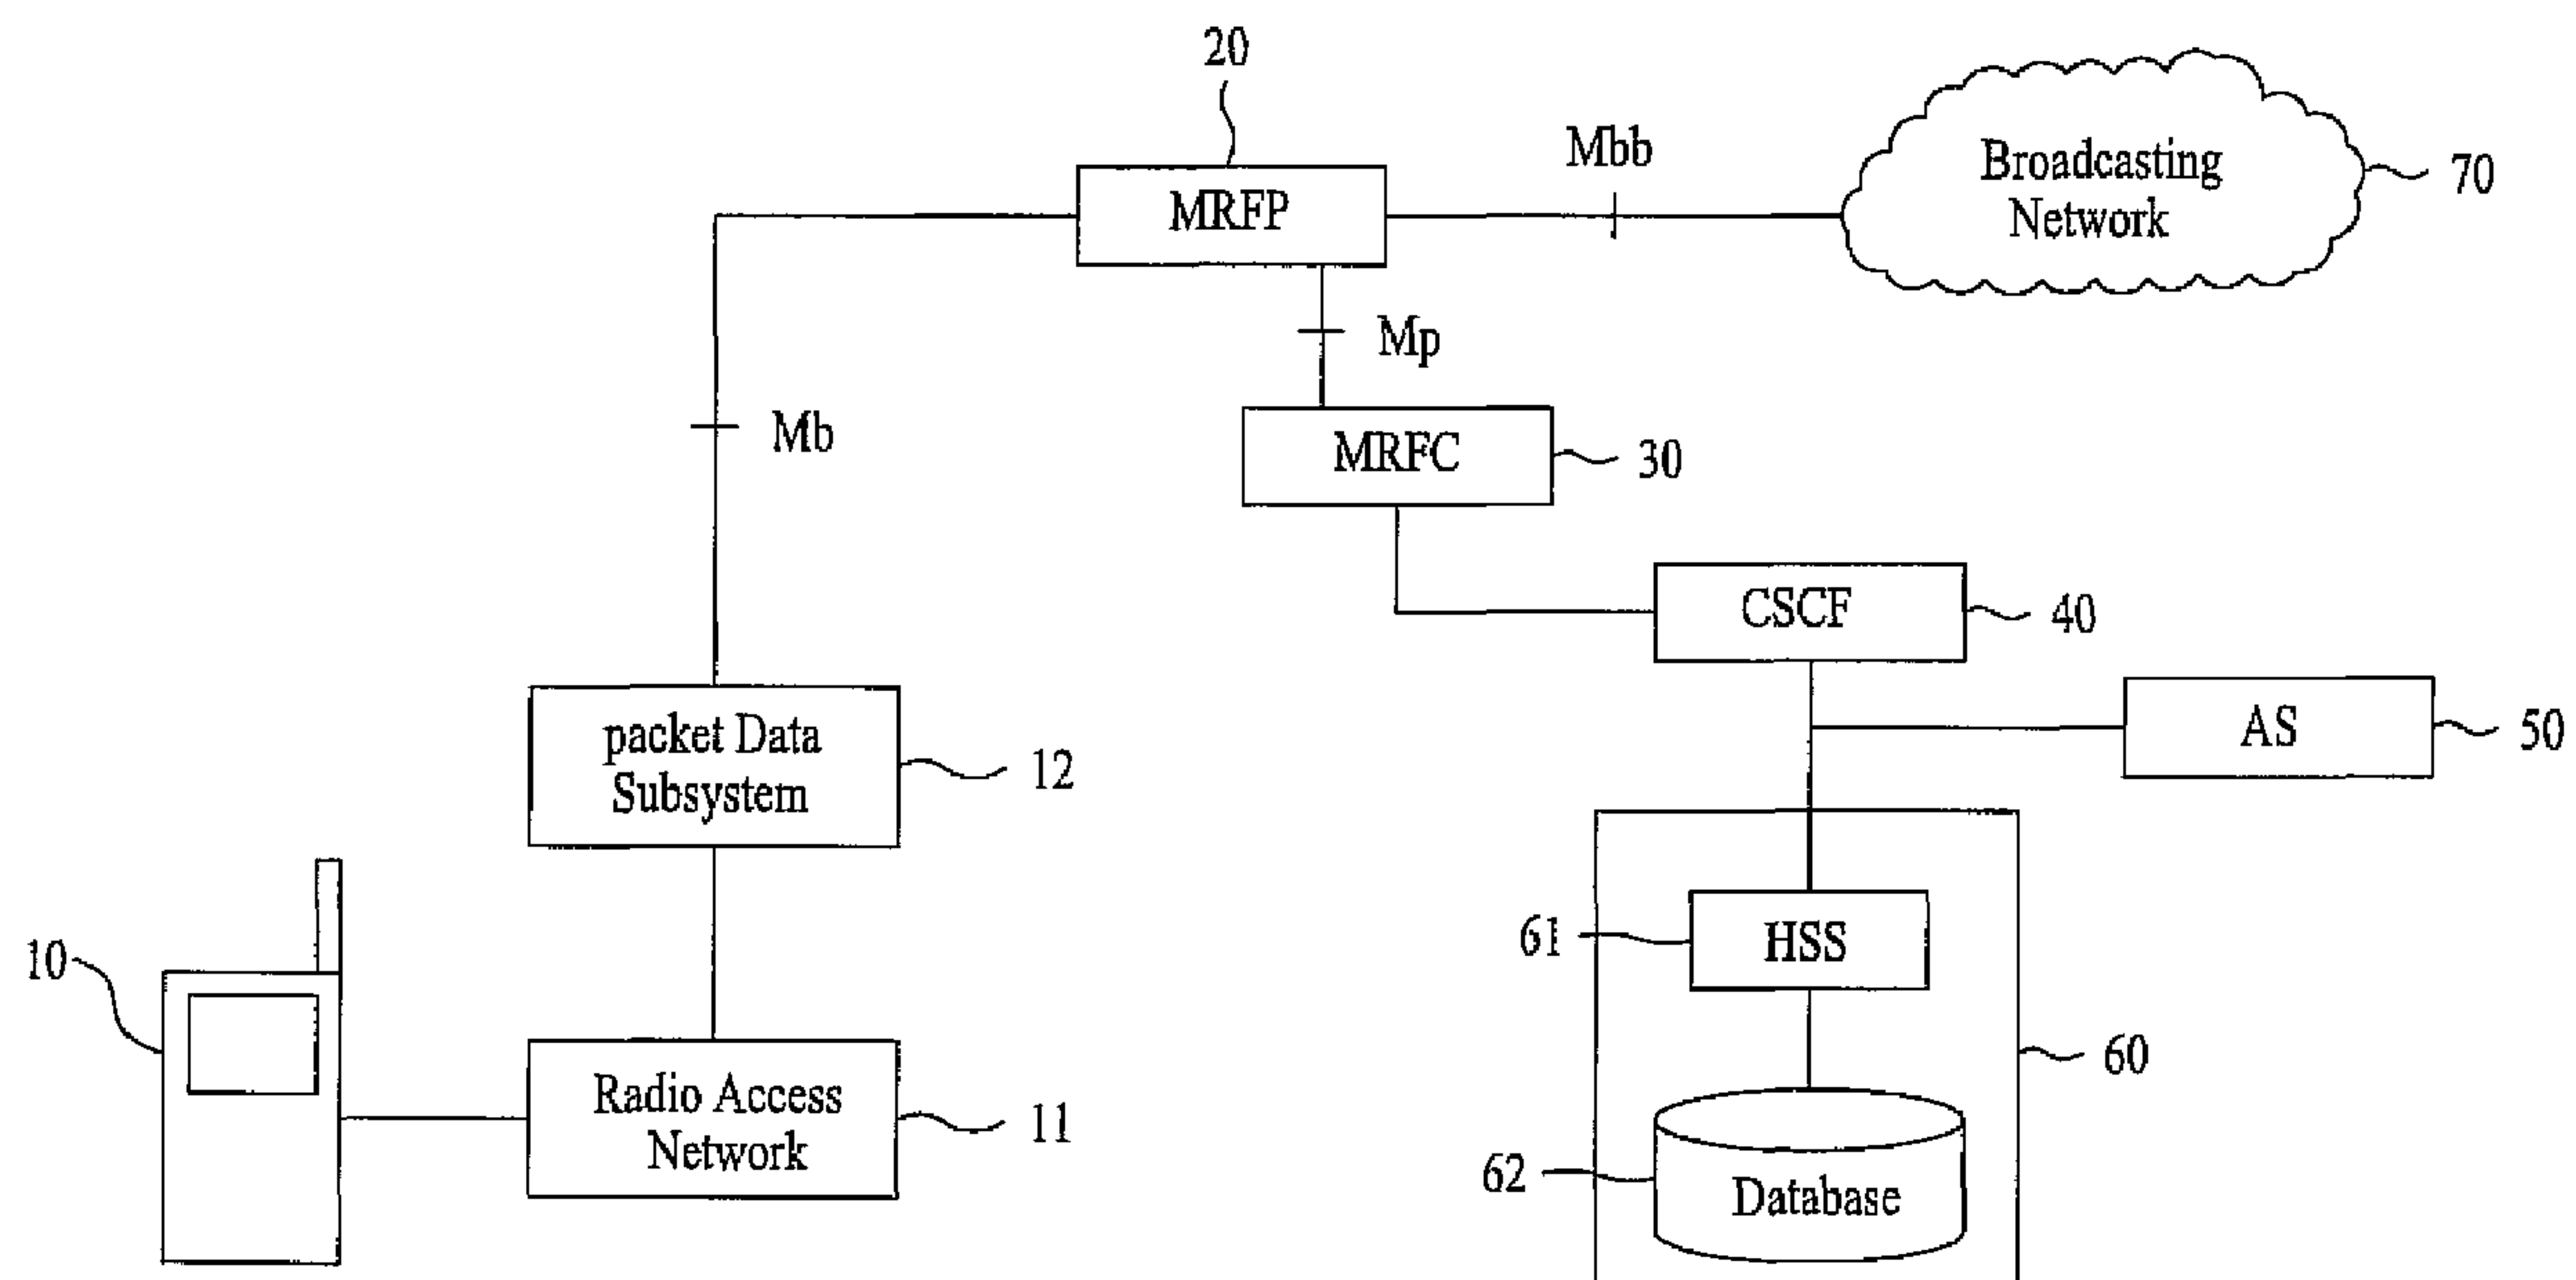 20
Mbb
Broadcasting
Network
70
MRFP
Mp
Mb
MRFC
30
CSCF
40
AS
50
packet Data
Subsystem
12
61
HSS
10
60
Radio Access
Network
11
62
Database